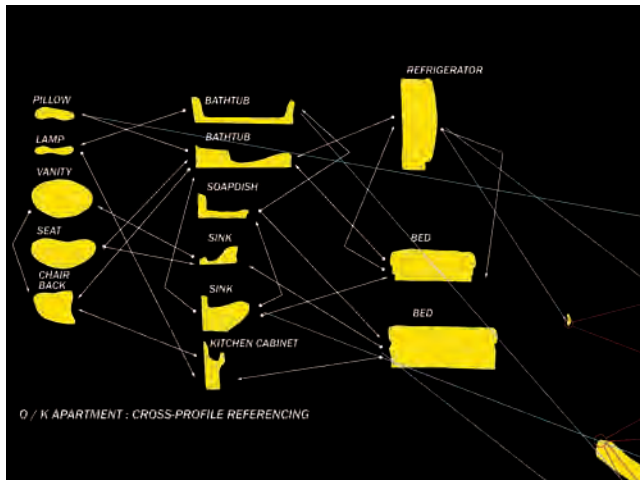 REFRIGERATOR
PILLOW
BATHTUB
LAMP
BATHTUB
VANITY
SOAPDISH
SEAT
SINK
BED
CHAIR
BACK
SINK
BED
KITCHEN CABINET
O / K APARTMENT : CROSS-PROFILE REFERENCING